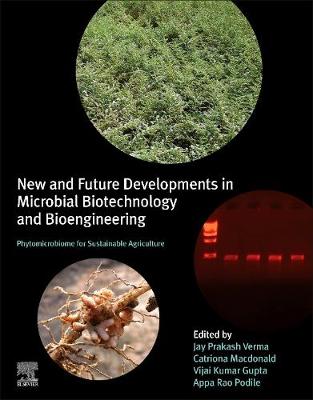 New and Future Developments in
Microbial Biotechnology
and Bioengineering
Phytomicrobiome for Sustainable Agriculture
Edited by
Jay Prakash Verma
Catriona Macdonald
Vijai Kumar Gupta
Appa Rao Podile
ELSEVIER